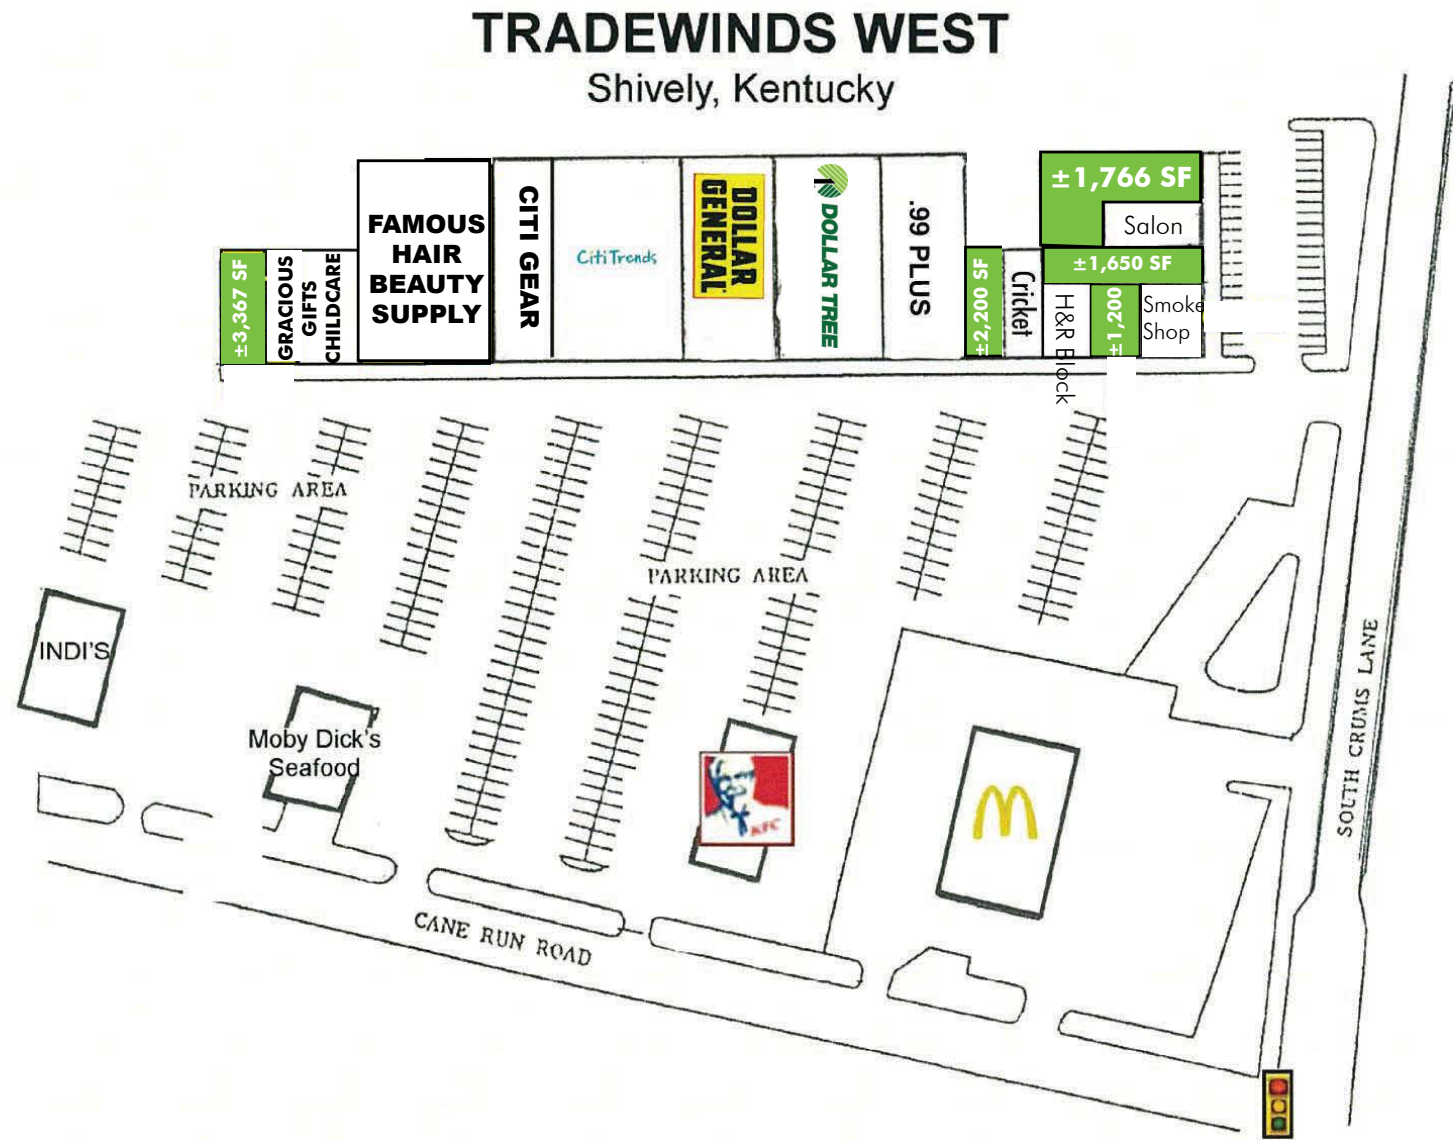 TRADEWINDS WEST
Shively, Kentucky
±3,367 SF
GRACIOUS
GIFTS
CHILDCARE
FAMOUS
HAIR
BEAUTY
SUPPLY
CITI GEAR
CitiTrends
DOLLAR
GENERAL
1
DOLLAR TREE
.99 PLUS
±2,200 SF
Cricket
±1,766 SF
Salon
±1,650 SF
H&R Block
±1,200
Smoke
Shop
PARKING AREA
PARKING AREA
INDI'S
Moby Dick's
Seafood
KFC
M
SOUTH CRUMS LANE
CANE RUN ROAD